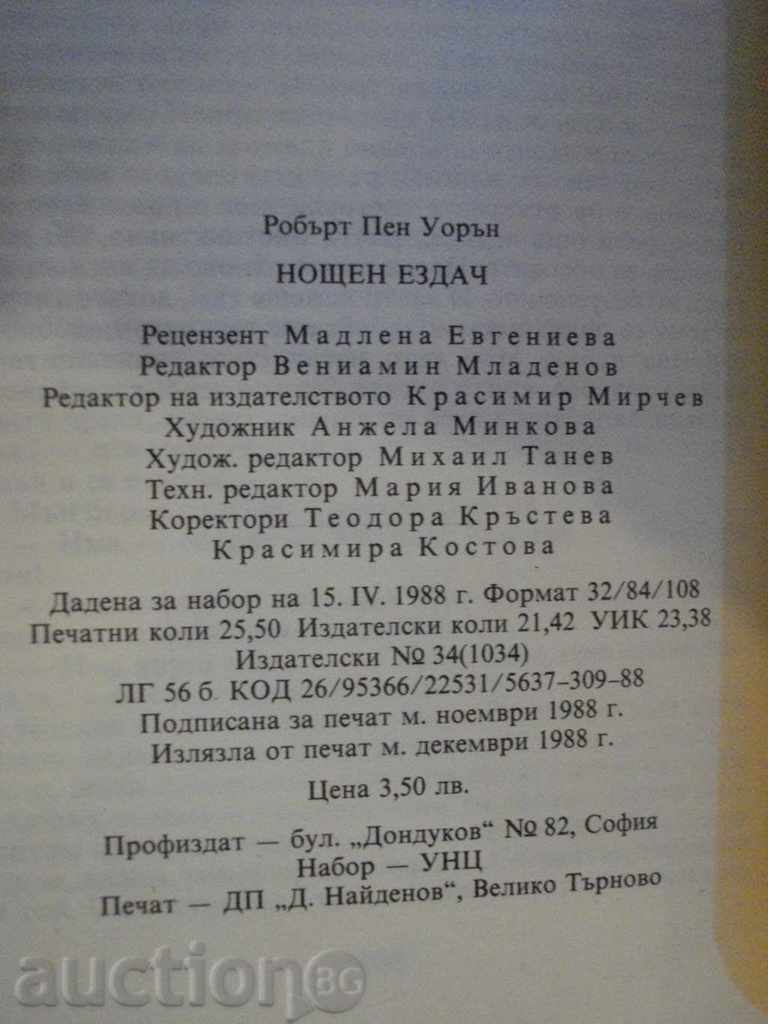 Робърт Пен Уорън
НОЩЕН ЕЗДАЧ
Рецензент Мадлена Евгениева
Редактор Вениамин Младенов
Редактор на издателството Красимир Мирчев
Художник Анжела Минкова
Худож. редактор Михаил Танев
Техн. редактор Мария Иванова
Коректори Теодора Кръстева
Красимира Костова
Дадена за набор на 15. IV. 1988 г. Формат 32/84/108
Печатни коли 25,50 Издателски коли 21,42 УИК 23,38
Издателски № 34(1034)
ЛГ 56 б. КОД 26/95366/22531/5637–309–88
Подписана за печат м. ноември 1988 г.
Излязла от печат м. декември 1988 г.
Цена 3,50 лв.
Профиздат — бул. „Дондуков“ № 82, София
Набор — УНЦ
Печат — ДП „Д. Найденов“, Велико Търново
auction BG